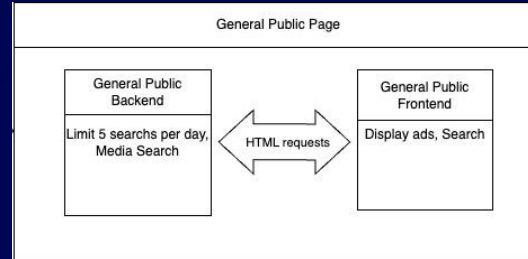 General Public Page
General Public
Backend
Limit 5 searchs per day,
Media Search
HTML requests
General Public
Frontend
Display ads, Search